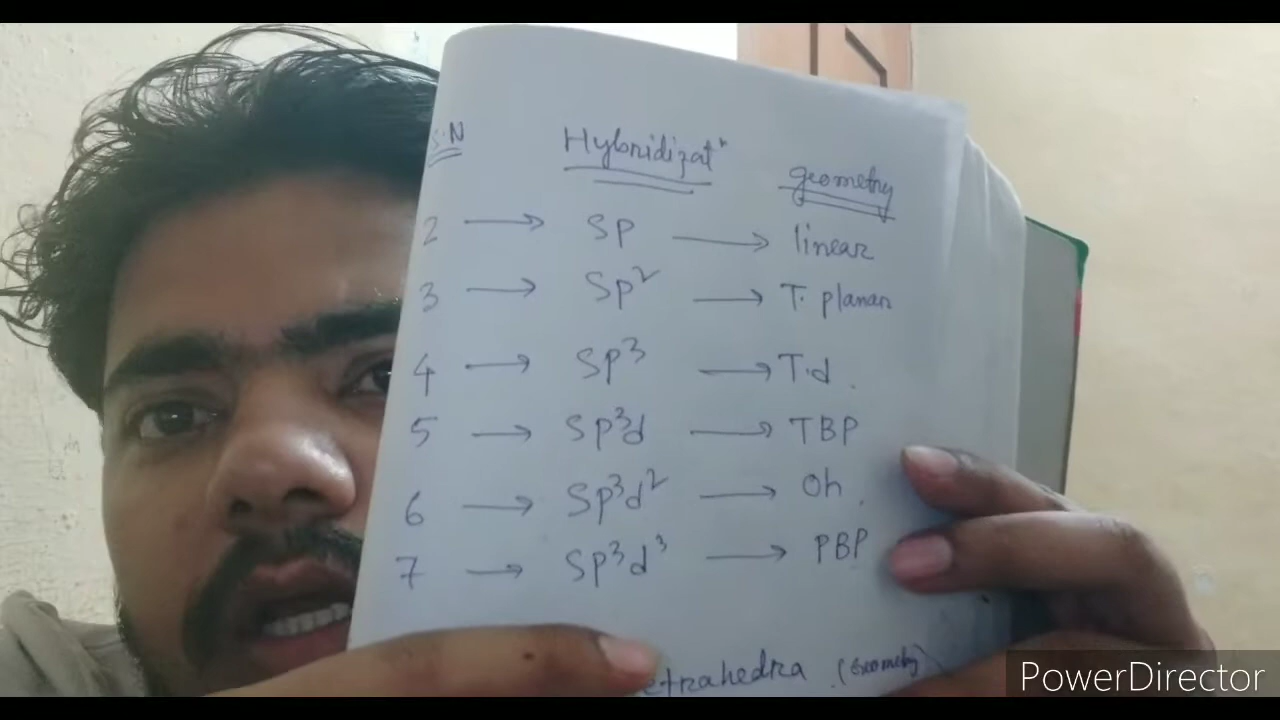 S.N Hybridizatⁿ geometry
2 → SP → linear
3 → SP² → T. planar
4 → SP³ → T.d.
5 → SP³d → TBP
6 → SP³d² → Oh.
7 → SP³d³ → PBP
etrahedra (Geometry)
PowerDirector